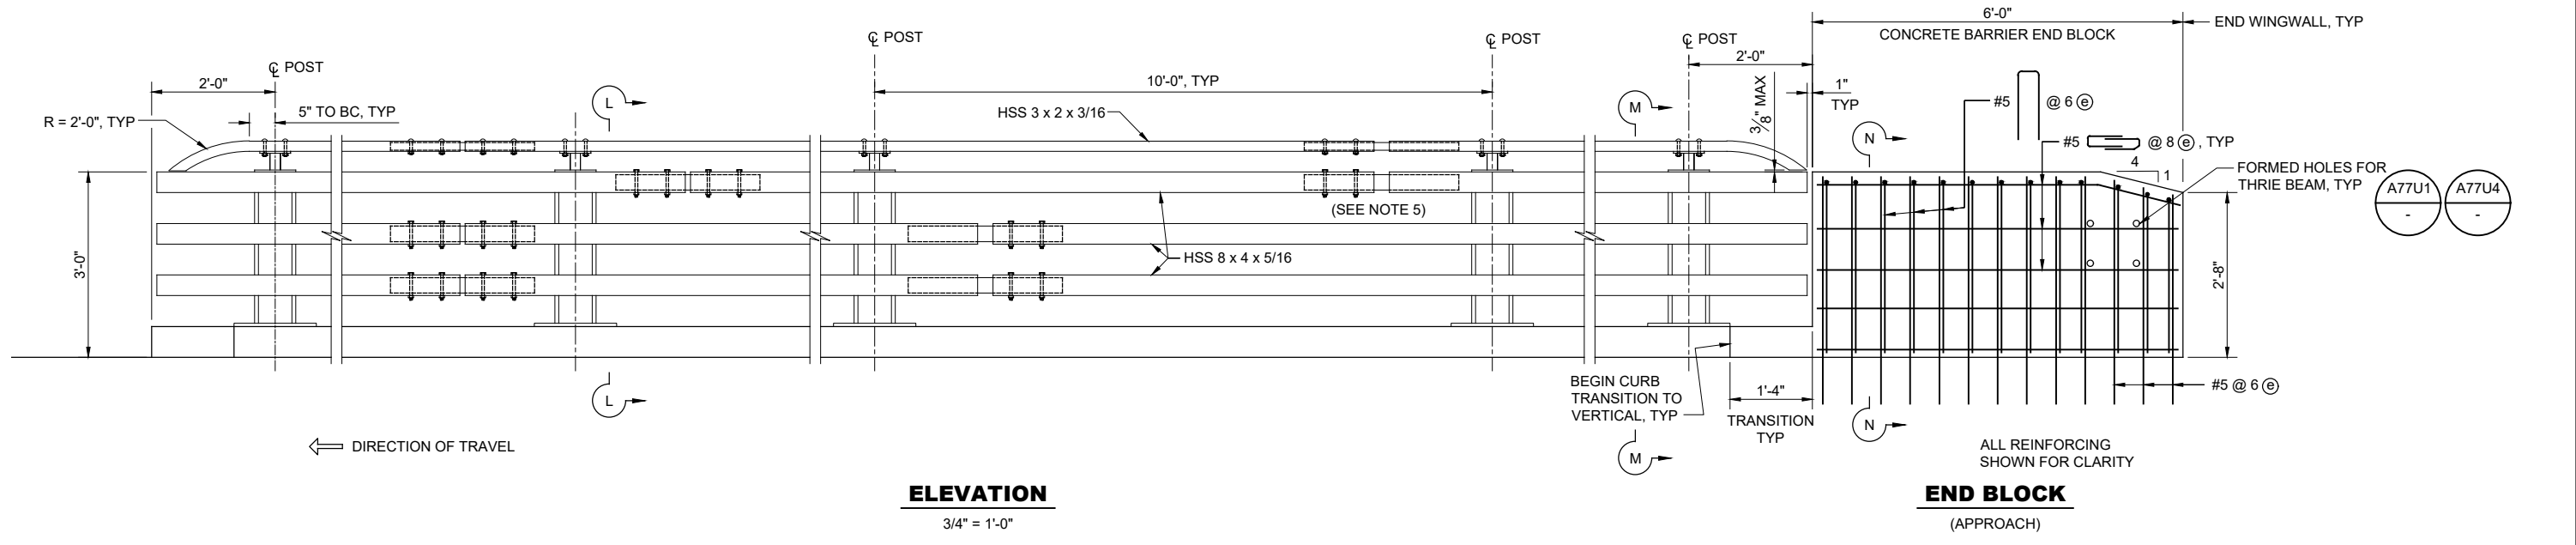 6'-0"
END WINGWALL, TYP
CONCRETE BARRIER END BLOCK
℄ POST
℄ POST
℄ POST
℄ POST
2'-0"
2'-0"
10'-0", TYP
5" TO BC, TYP
R = 2'-0", TYP
L
HSS 3 x 2 x 3/16
M
3/8" MAX
1"
TYP
N
#5 @ 6 ⓔ
#5 @ 8 ⓔ, TYP
4
1
FORMED HOLES FOR
THRIE BEAM, TYP
A77U1
-
A77U4
-
(SEE NOTE 5)
HSS 8 x 4 x 5/16
3'-0"
2'-8"
L
BEGIN CURB
TRANSITION TO
VERTICAL, TYP
1'-4"
TRANSITION
TYP
M
N
#5 @ 6 ⓔ
DIRECTION OF TRAVEL
ALL REINFORCING
SHOWN FOR CLARITY
ELEVATION
3/4" = 1'-0"
END BLOCK
(APPROACH)